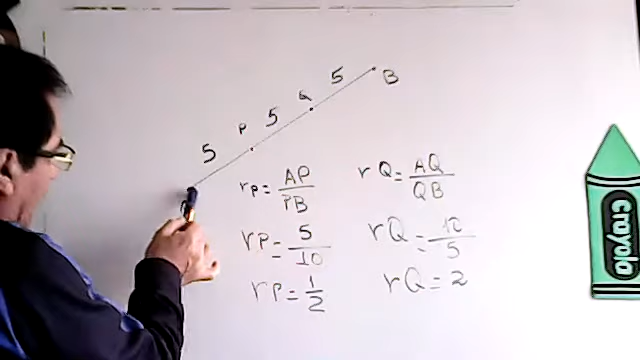 B
5
Q
5
P
5
rP = AP/PB
rQ = AQ/QB
rP = 5/10
rQ = 10/5
rP = 1/2
rQ = 2
Crayola